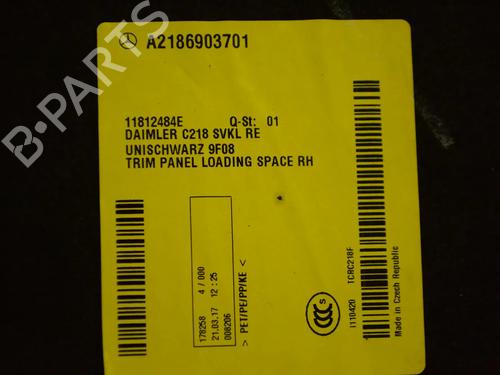 A2186903701
11812484E Q-St: 01
DAIMLER C218 SVKL RE
UNISCHWARZ 9F08
TRIM PANEL LOADING SPACE RH
178258 4 / 000
21.03.17 12:25
008206
> PET/PE/PP/KE <
I110420 TCRC218F
Made in Czech Republic
S
B-PARTS